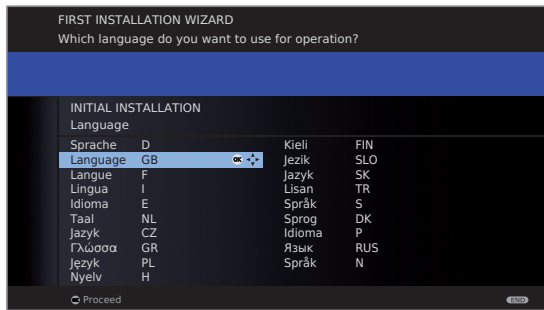 FIRST INSTALLATION WIZARD
Which language do you want to use for operation?
INITIAL INSTALLATION
Language
Sprache D
Language GB OK
Langue F
Lingua I
Idioma E
Taal NL
Jazyk CZ
Γλώσσα GR
Język PL
Nyelv H
Kieli FIN
Jezik SLO
Jazyk SK
Lisan TR
Språk S
Sprog DK
Idioma P
Язык RUS
Språk N
OK Proceed
END